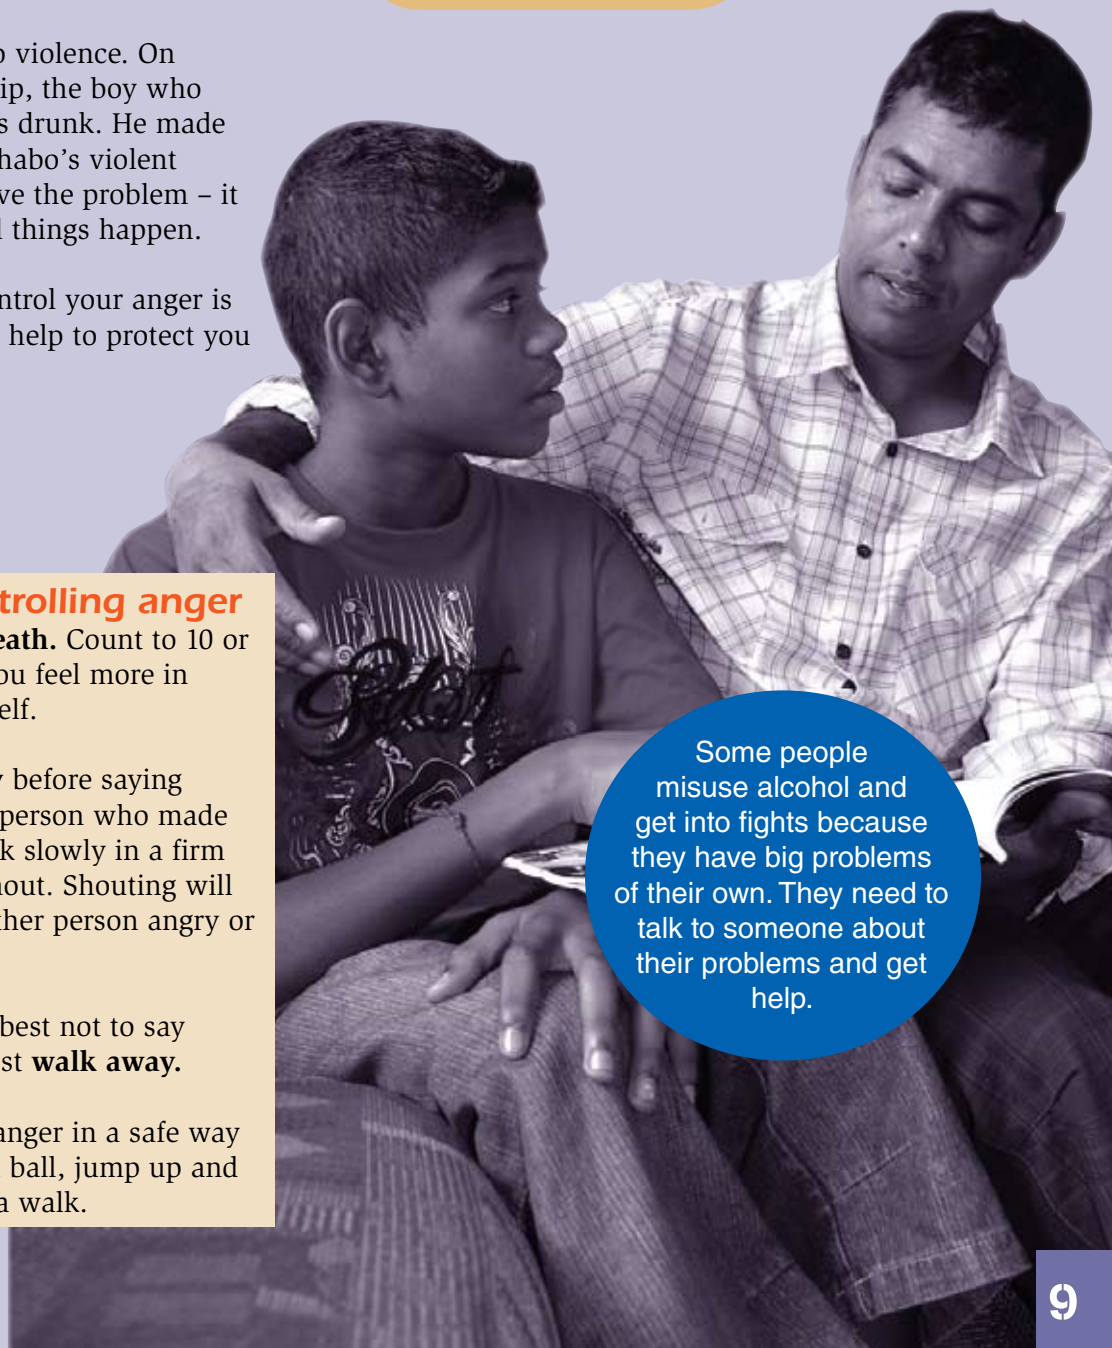 violence. On
ip, the boy who
s drunk. He made
habo's violent
ve the problem – it
things happen.
ntrol your anger is
help to protect you
trolling anger
eath. Count to 10 or
ou feel more in
elf.
y before saying
person who made
k slowly in a firm
hout. Shouting will
ther person angry or
best not to say
st walk away.
anger in a safe way
ball, jump up and
a walk.
Some people
misuse alcohol and
get into fights because
they have big problems
of their own. They need to
talk to someone about
their problems and get
help.
9